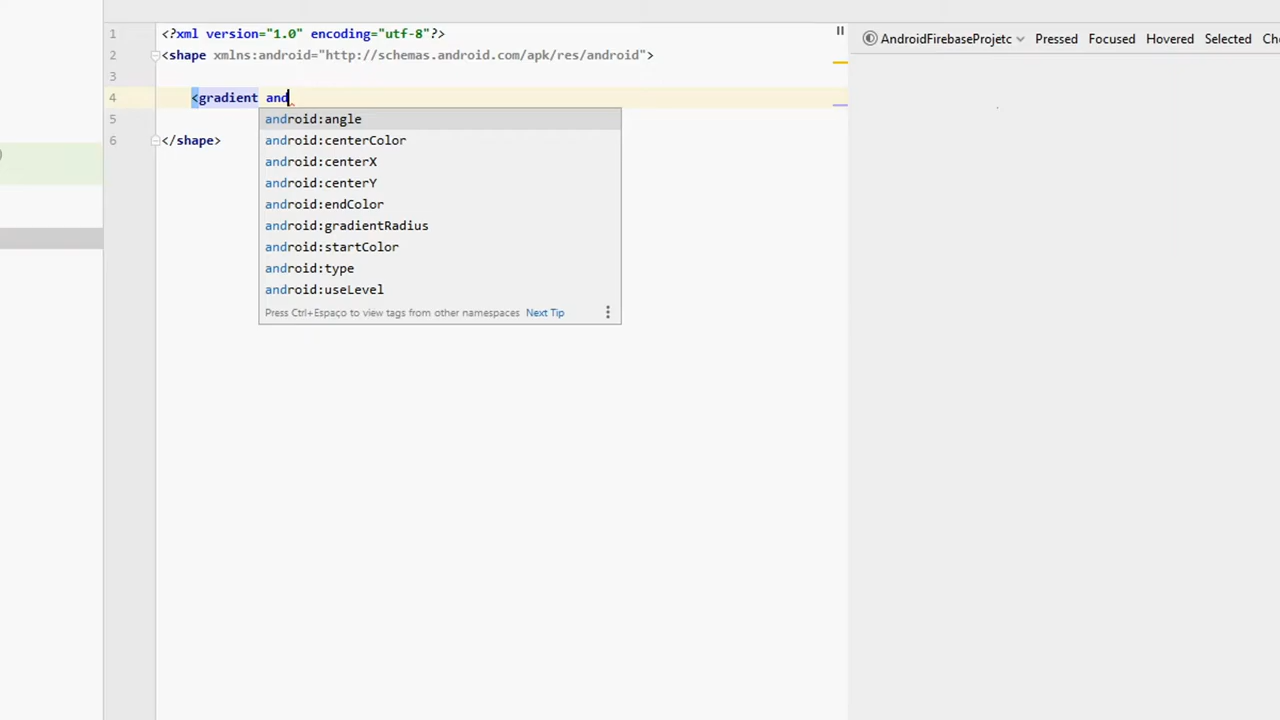 AndroidFirebaseProjetc Pressed Focused Hovered Selected
1 <?xml version="1.0" encoding="utf-8"?>
2 <shape xmlns:android="http://schemas.android.com/apk/res/android">
3
4 <gradient and
android:angle
android:centerColor
android:centerX
android:centerY
android:endColor
android:gradientRadius
android:startColor
android:type
android:useLevel
Press Ctrl+Espaço to view tags from other namespaces Next Tip
5
6 </shape>